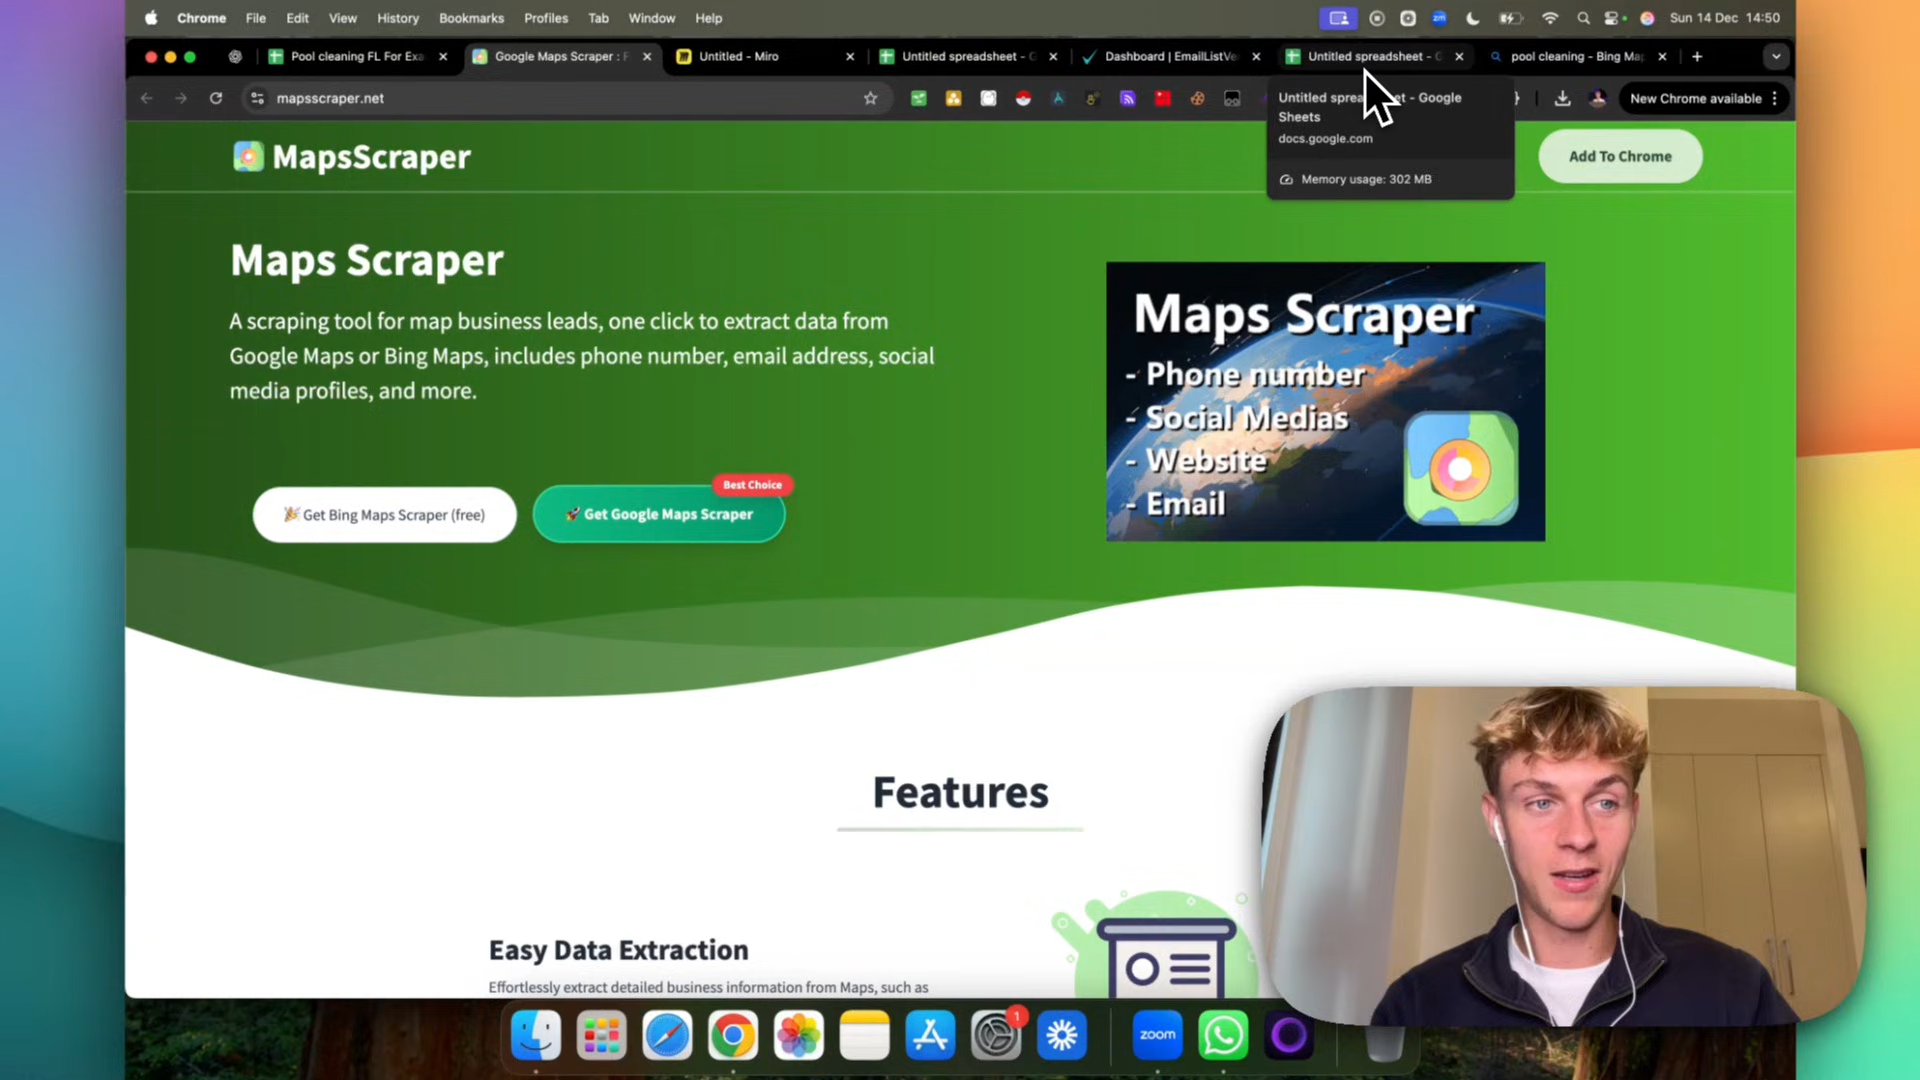 Chrome File Edit View History Bookmarks Profiles Tab Window Help
zm
Sun 14 Dec 14:50
Pool cleaning FL For Exa
Google Maps Scraper : F
Untitled - Miro
Untitled spreadsheet - G
Dashboard | EmailListVe
Untitled spreadsheet - G
pool cleaning - Bing Map
mapsscraper.net
New Chrome available
Untitled sprea et - Google
Sheets
docs.google.com
Memory usage: 302 MB
MapsScraper
Add To Chrome
Maps Scraper
A scraping tool for map business leads, one click to extract data from
Google Maps or Bing Maps, includes phone number, email address, social
media profiles, and more.
Maps Scraper
- Phone number
- Social Medias
- Website
- Email
Best Choice
🎉 Get Bing Maps Scraper (free)
🚀 Get Google Maps Scraper
Features
Easy Data Extraction
Effortlessly extract detailed business information from Maps, such as
1
zoom